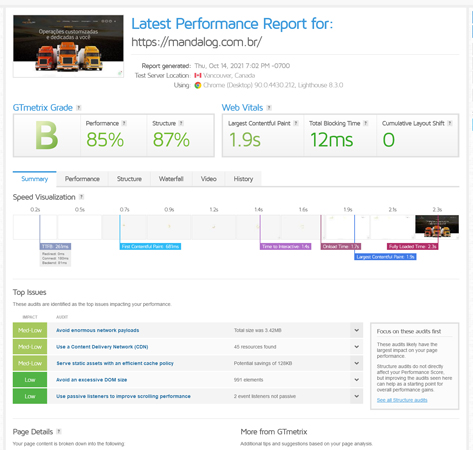 Operações customizadas
e dedicadas a você
Latest Performance Report for:
https://mandalog.com.br/
Report generated: Thu, Oct 14, 2021 7:02 PM -0700
Test Server Location: Vancouver, Canada
Using: Chrome (Desktop) 90.0.4430.212, Lighthouse 8.3.0
GTmetrix Grade ?
Web Vitals ?
B
Performance ?
85%
Structure ?
87%
Largest Contentful Paint ?
1.9s
Total Blocking Time ?
12ms
Cumulative Layout Shift ?
0
Summary Performance Structure Waterfall Video History
Speed Visualization ?
0.2s 0.5s 0.7s 0.9s 1.2s 1.4s 1.6s 1.9s 2.1s 2.3s
TTFB: 261ms
Redirect: 0ms
First Contentful Paint: 681ms
Time to Interactive: 1.4s
Onload Time: 1.7s
Fully Loaded Time: 2.3s
Largest Contentful Paint: 1.9s
Top Issues
These audits are identified as the top issues impacting your performance.
IMPACT AUDIT
Med-Low Avoid enormous network payloads Total size was 3.42MB
Med-Low Use a Content Delivery Network (CDN) 45 resources found
Med-Low Serve static assets with an efficient cache policy Potential savings of 128KB
Low Avoid an excessive DOM size 991 elements
Low Use passive listeners to improve scrolling performance 2 event listeners not passive
Focus on these audits first
These audits likely have the
largest impact on your page
performance.
Structure audits do not directly
affect your Performance Score,
but improving the audits seen here
can help as a starting point for
overall performance gains.
See all Structure audits
Page Details ?
Your page content is broken down into the following
More from GTmetrix
Additional tips and suggestions based on your page analysis.